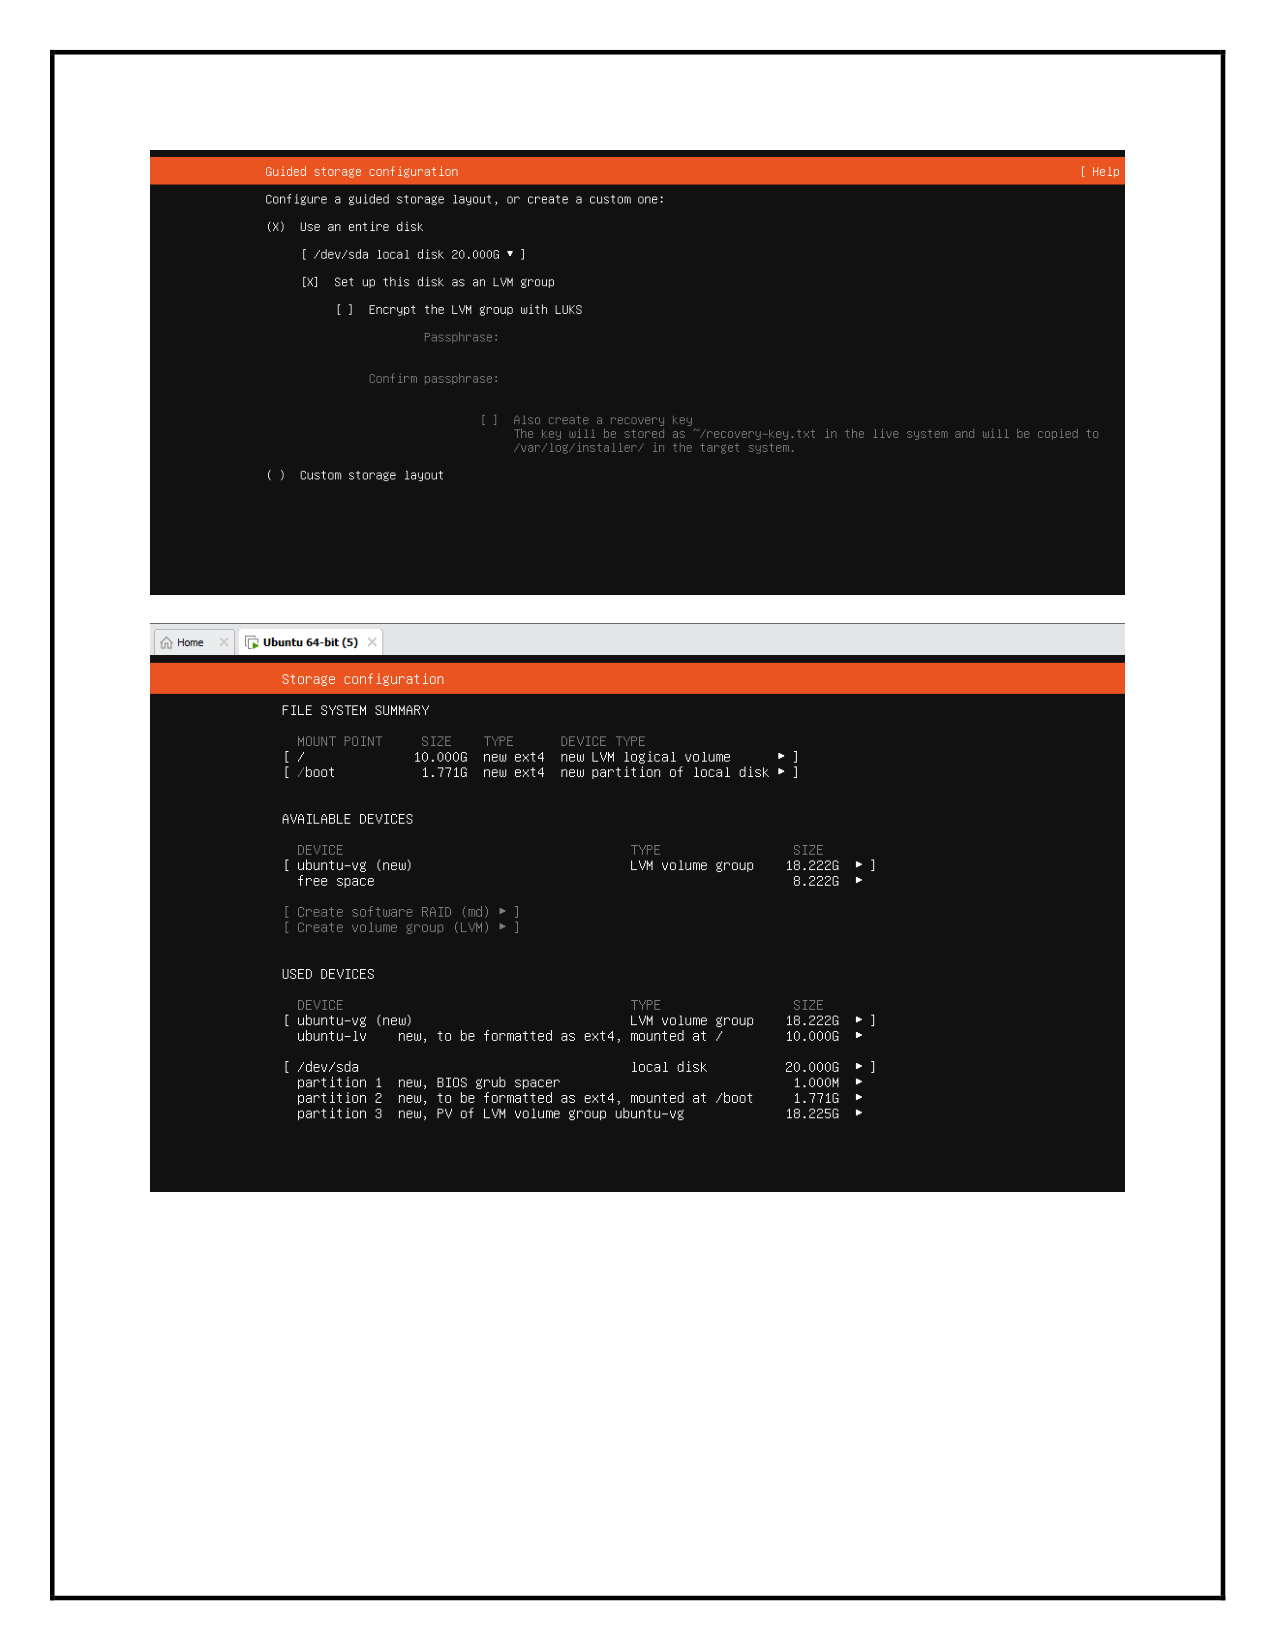 Guided storage configuration [ Help
Configure a guided storage layout, or create a custom one:
(X) Use an entire disk
[ /dev/sda local disk 20.000G ▾ ]
[X] Set up this disk as an LVM group
[ ] Encrypt the LVM group with LUKS
Passphrase:
Confirm passphrase:
[ ] Also create a recovery key
The key will be stored as ~/recovery-key.txt in the live system and will be copied to
/var/log/installer/ in the target system.
( ) Custom storage layout
Home × Ubuntu 64-bit (5) ×
Storage configuration
FILE SYSTEM SUMMARY
MOUNT POINT SIZE TYPE DEVICE TYPE
[ / 10.000G new ext4 new LVM logical volume ▸ ]
[ /boot 1.771G new ext4 new partition of local disk ▸ ]
AVAILABLE DEVICES
DEVICE TYPE SIZE
[ ubuntu-vg (new) LVM volume group 18.222G ▸ ]
free space 8.222G ▸
[ Create software RAID (md) ▸ ]
[ Create volume group (LVM) ▸ ]
USED DEVICES
DEVICE TYPE SIZE
[ ubuntu-vg (new) LVM volume group 18.222G ▸ ]
ubuntu-lv new, to be formatted as ext4, mounted at / 10.000G ▸
[ /dev/sda local disk 20.000G ▸ ]
partition 1 new, BIOS grub spacer 1.000M ▸
partition 2 new, to be formatted as ext4, mounted at /boot 1.771G ▸
partition 3 new, PV of LVM volume group ubuntu-vg 18.225G ▸